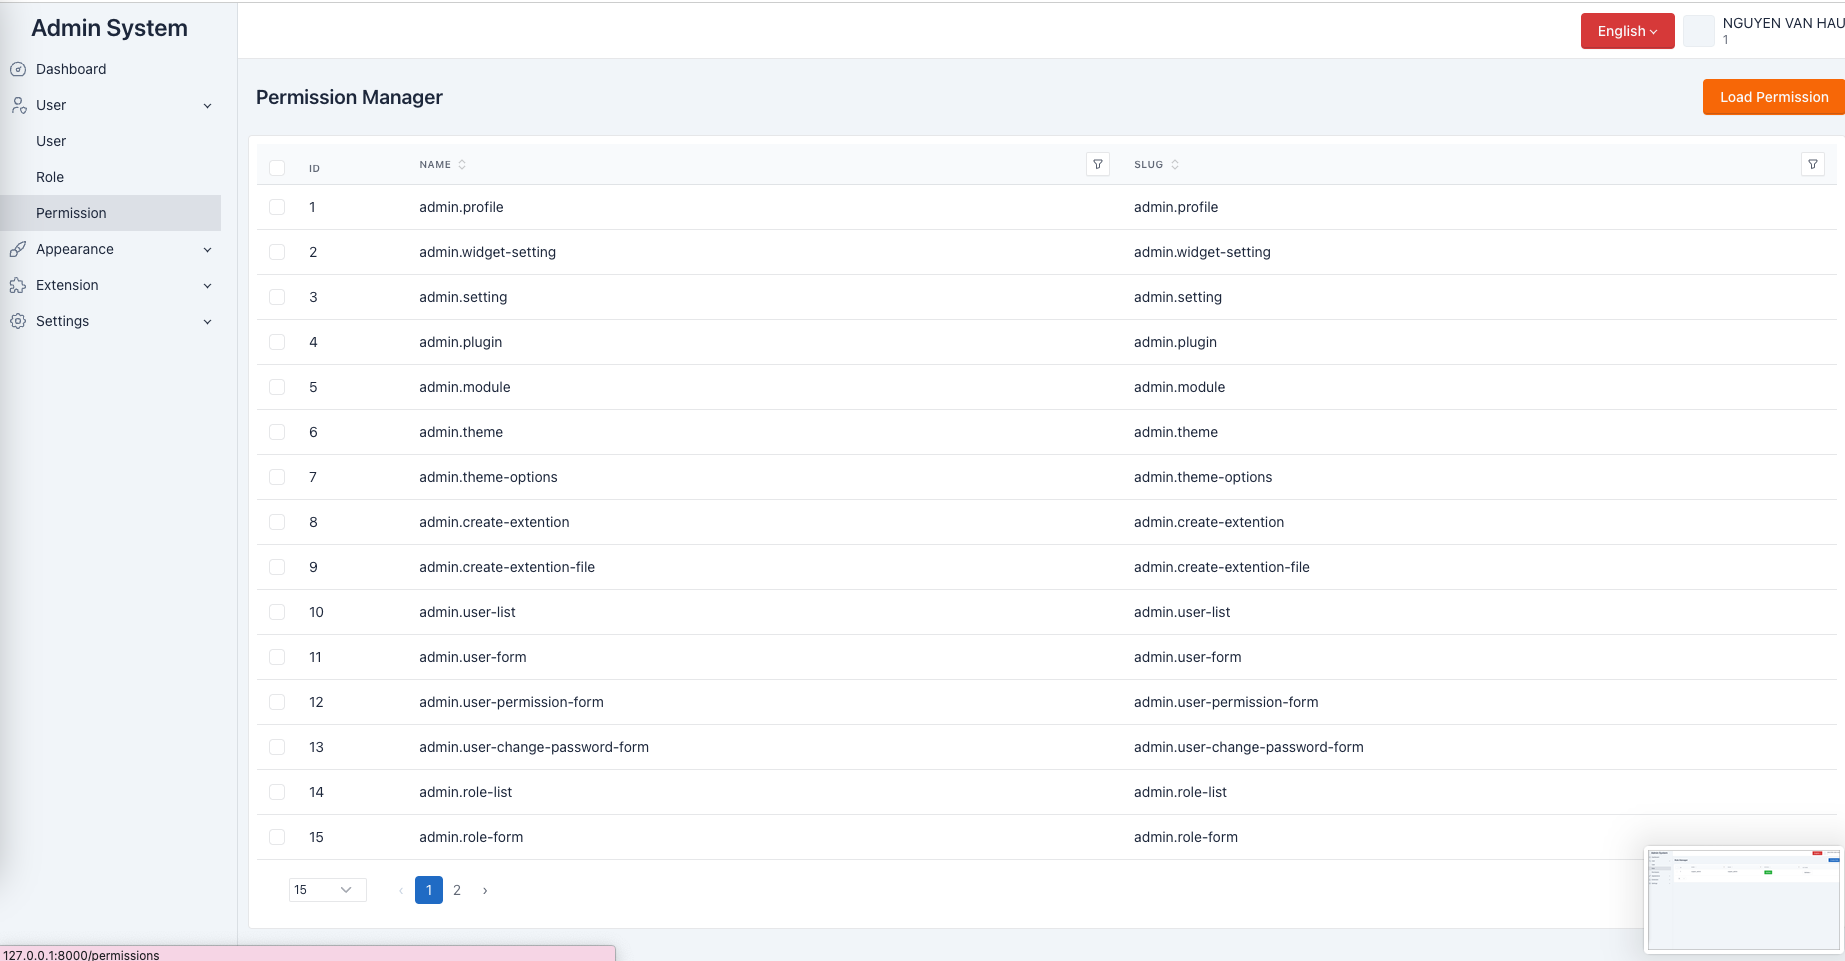 Admin System
English
NGUYEN VAN HAU
1
Dashboard
User
User
Role
Permission
Appearance
Extension
Settings
Permission Manager
Load Permission
ID NAME SLUG
1 admin.profile admin.profile
2 admin.widget-setting admin.widget-setting
3 admin.setting admin.setting
4 admin.plugin admin.plugin
5 admin.module admin.module
6 admin.theme admin.theme
7 admin.theme-options admin.theme-options
8 admin.create-extention admin.create-extention
9 admin.create-extention-file admin.create-extention-file
10 admin.user-list admin.user-list
11 admin.user-form admin.user-form
12 admin.user-permission-form admin.user-permission-form
13 admin.user-change-password-form admin.user-change-password-form
14 admin.role-list admin.role-list
15 admin.role-form admin.role-form
15 ‹ 1 2 ›
127.0.0.1:8000/permissions